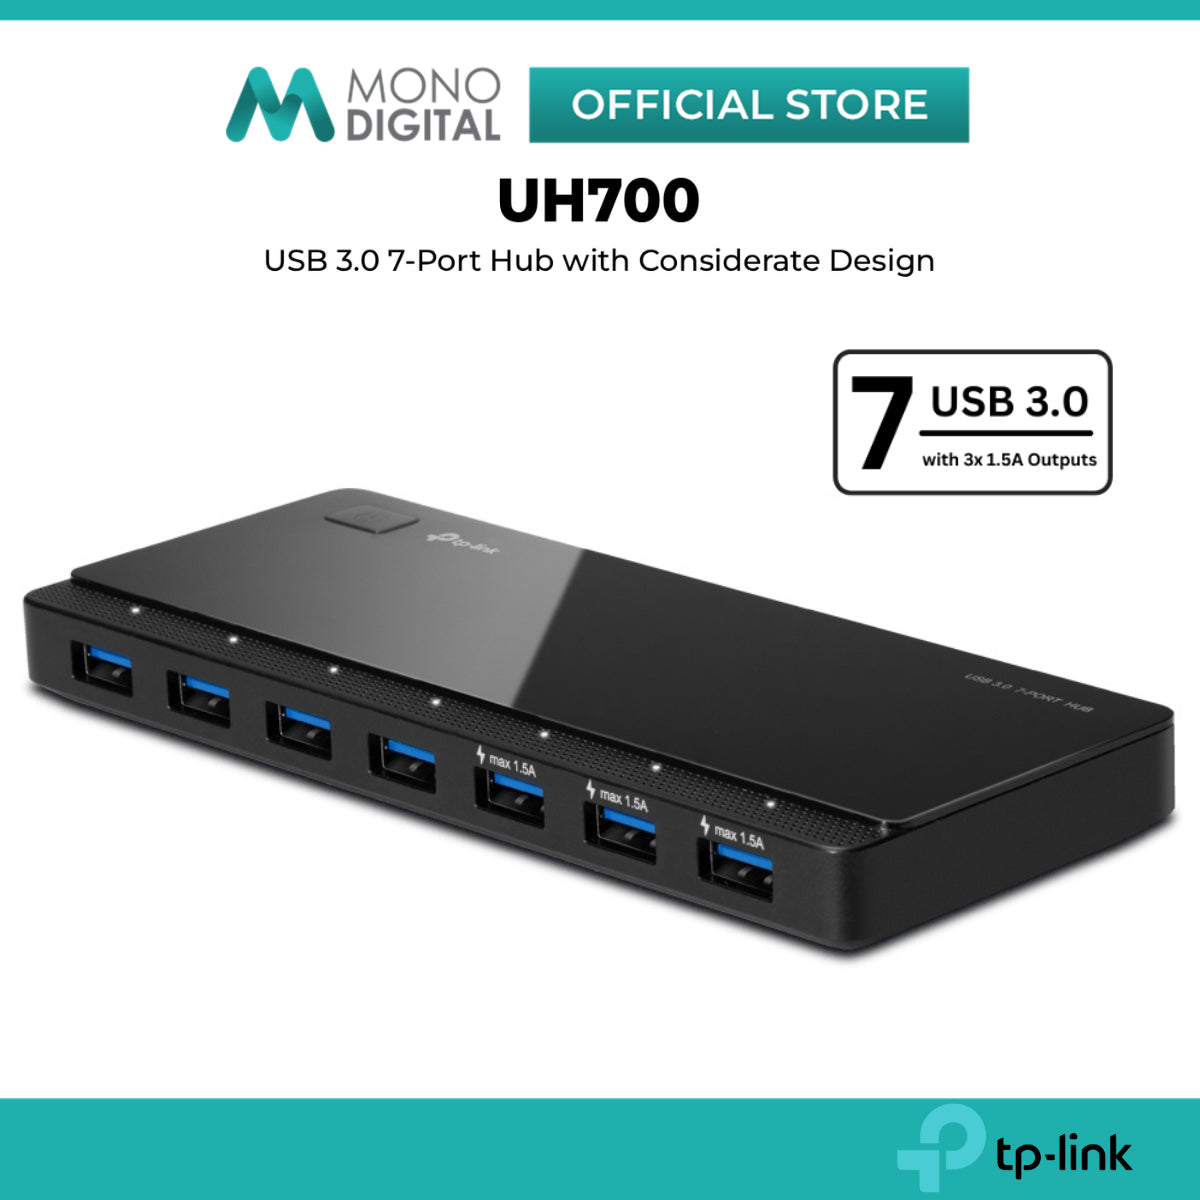 MONO
DIGITAL
OFFICIAL STORE
UH700
USB 3.0 7-Port Hub with Considerate Design
7
USB 3.0
with 3x 1.5A Outputs
tp-link
USB 3.0 7-PORT HUB
max 1.5A
max 1.5A
max 1.5A
tp-link